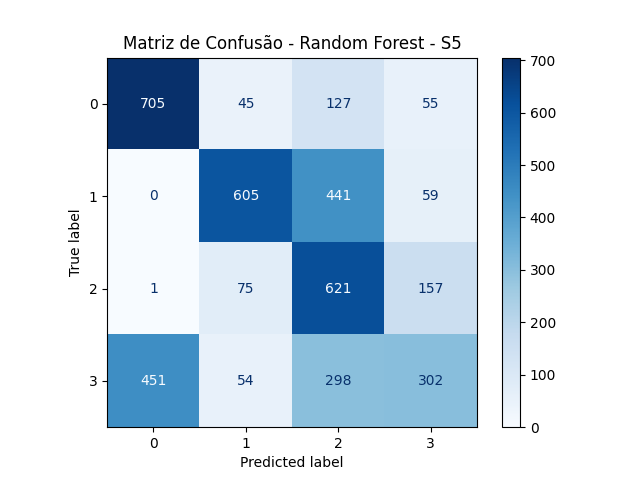 Matriz de Confusão - Random Forest - S5
True label
0 705 45 127 55
1 0 605 441 59
2 1 75 621 157
3 451 54 298 302
0 1 2 3
Predicted label
700
600
500
400
300
200
100
0